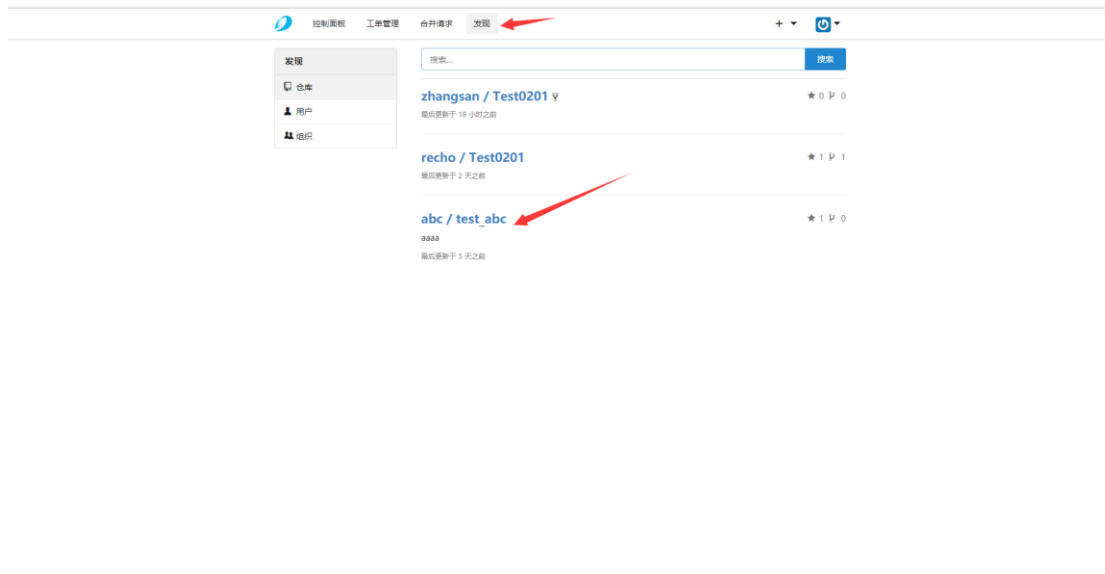 控制面板 工单管理 合并请求 发现
发现
仓库
用户
组织
搜索... 搜索
zhangsan / Test0201 0 0
最后更新于 18 小时之前
recho / Test0201 1 1
最后更新于 2 天之前
abc / test_abc 1 0
aaaa
最后更新于 5 天之前